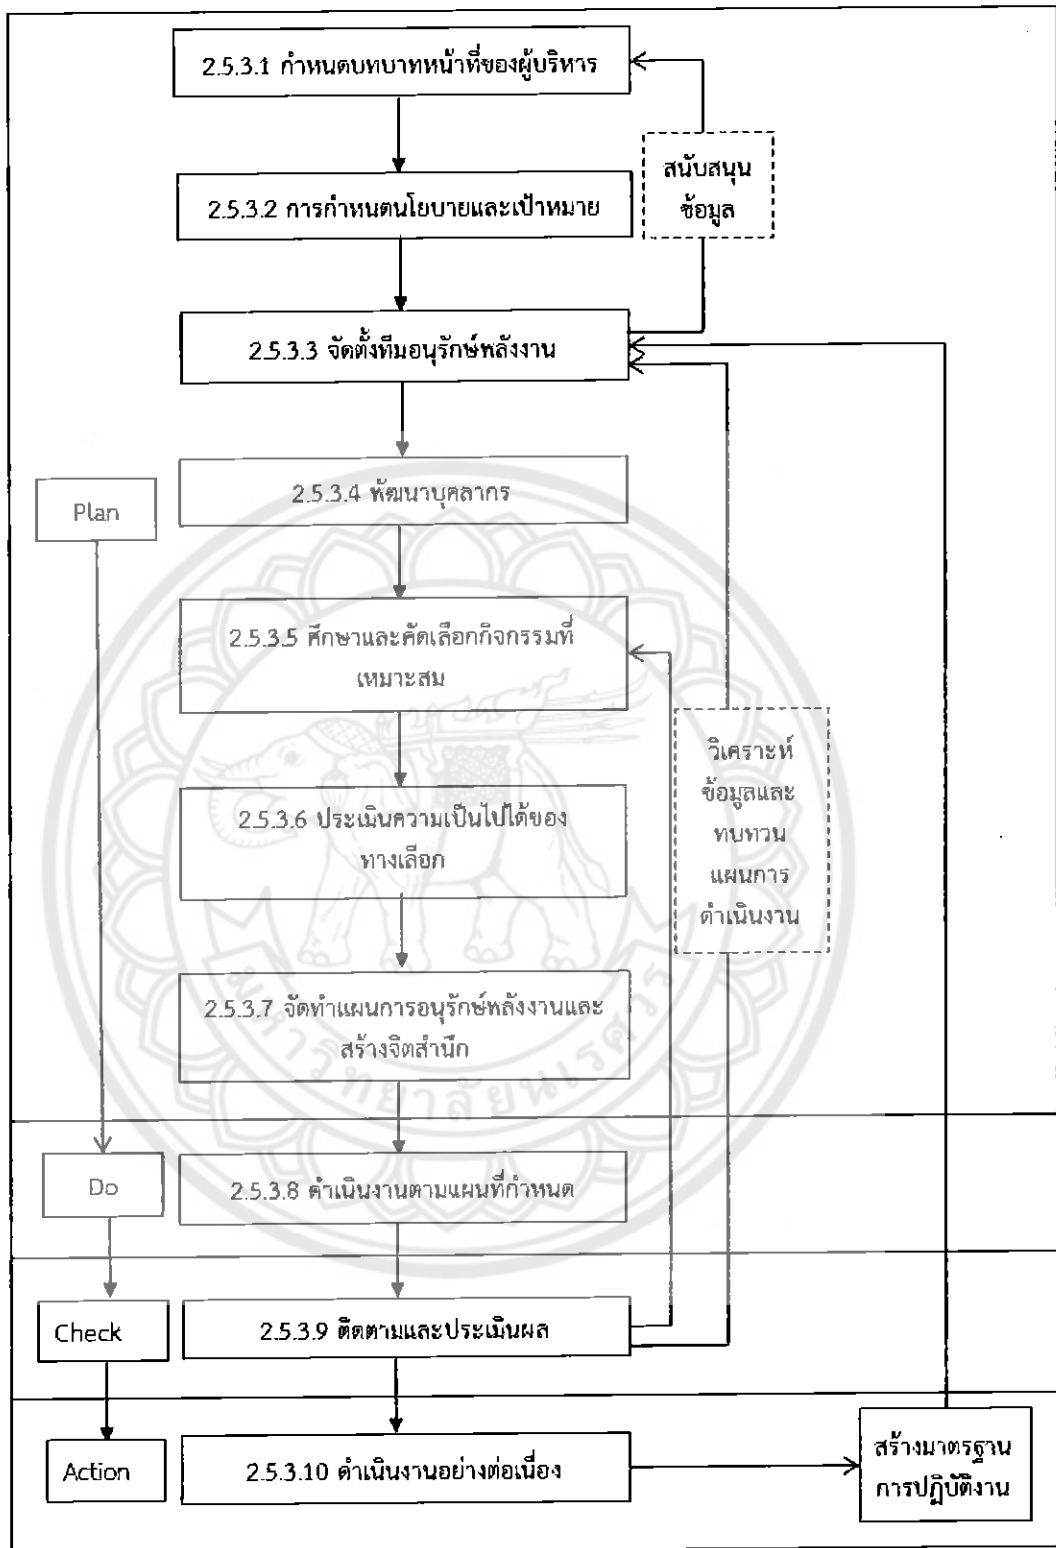 2.5.3.1 กำหนดบทบาทหน้าที่ของผู้บริหาร
สนับสนุน
ข้อมูล
2.5.3.2 การกำหนดนโยบายและเป้าหมาย
2.5.3.3 จัดตั้งทีมอนุรักษ์พลังงาน
Plan
2.5.3.4 พัฒนาบุคลากร
2.5.3.5 ศึกษาและคัดเลือกกิจกรรมที่
เหมาะสม
วิเคราะห์
ข้อมูลและ
ทบทวน
แผนการ
ดำเนินงาน
2.5.3.6 ประเมินความเป็นไปได้ของ
ทางเลือก
2.5.3.7 จัดทำแผนการอนุรักษ์พลังงานและ
สร้างจิตสำนึก
มหาวิทยาลัยนเรศวร
Do
2.5.3.8 ดำเนินงานตามแผนที่กำหนด
Check
2.5.3.9 ติดตามและประเมินผล
Action
2.5.3.10 ดำเนินงานอย่างต่อเนื่อง
สร้างมาตรฐาน
การปฏิบัติงาน